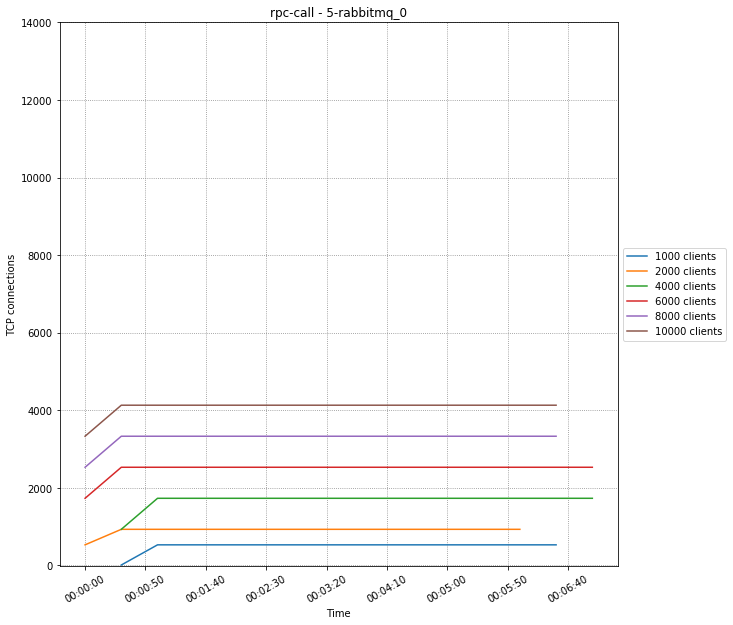 rpc-call - 5-rabbitmq_0
14000
12000
10000
8000
6000
4000
2000
0
TCP connections
00:00:00
00:00:50
00:01:40
00:02:30
00:03:20
00:04:10
00:05:00
00:05:50
00:06:40
Time
1000 clients
2000 clients
4000 clients
6000 clients
8000 clients
10000 clients